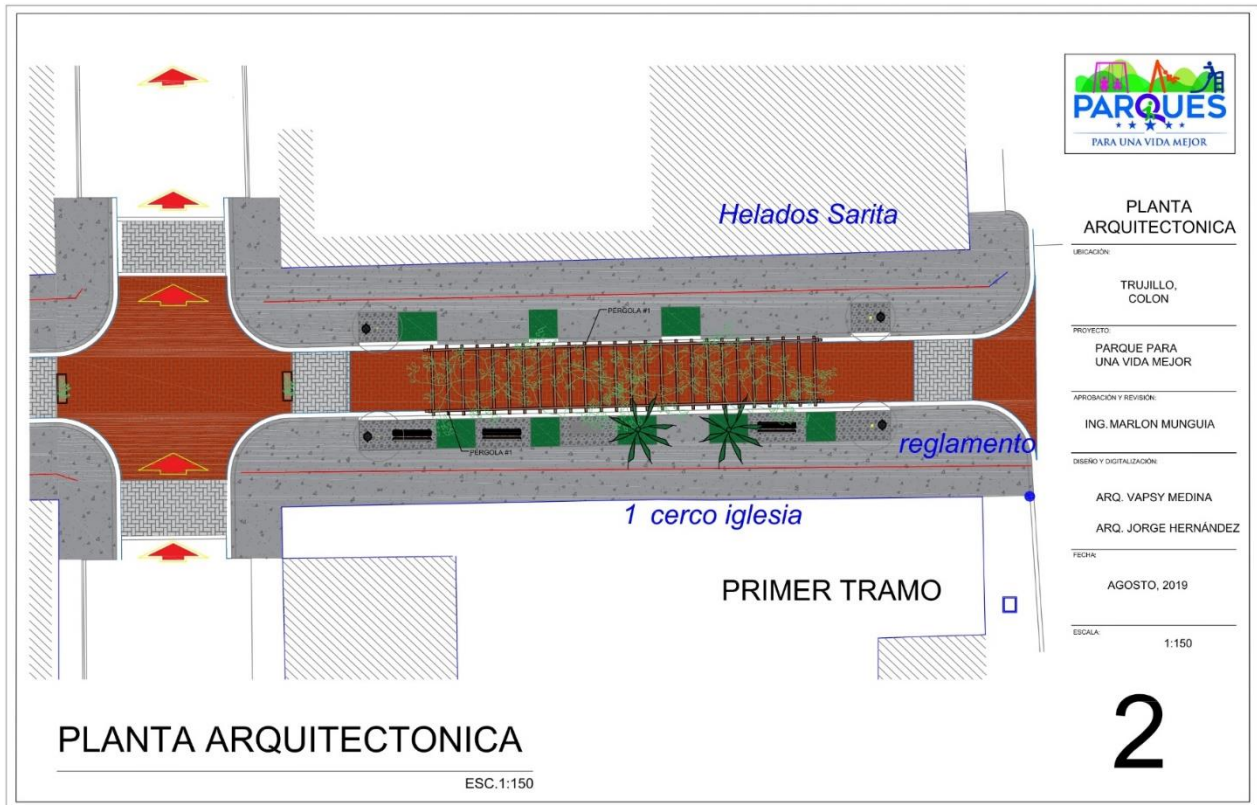 Helados Sarita
PERGOLA #1
PERGOLA #1
reglamento
1 cerco iglesia
PRIMER TRAMO
PLANTA ARQUITECTONICA
ESC.1:150
PARQUES
PARA UNA VIDA MEJOR
PLANTA
ARQUITECTONICA
UBICACIÓN:
TRUJILLO,
COLON
PROYECTO:
PARQUE PARA
UNA VIDA MEJOR
APROBACIÓN Y REVISIÓN:
ING. MARLON MUNGUIA
DISEÑO Y DIGITALIZACIÓN:
ARQ. VAPSY MEDINA
ARQ. JORGE HERNÁNDEZ
FECHA:
AGOSTO, 2019
ESCALA:
1:150
2